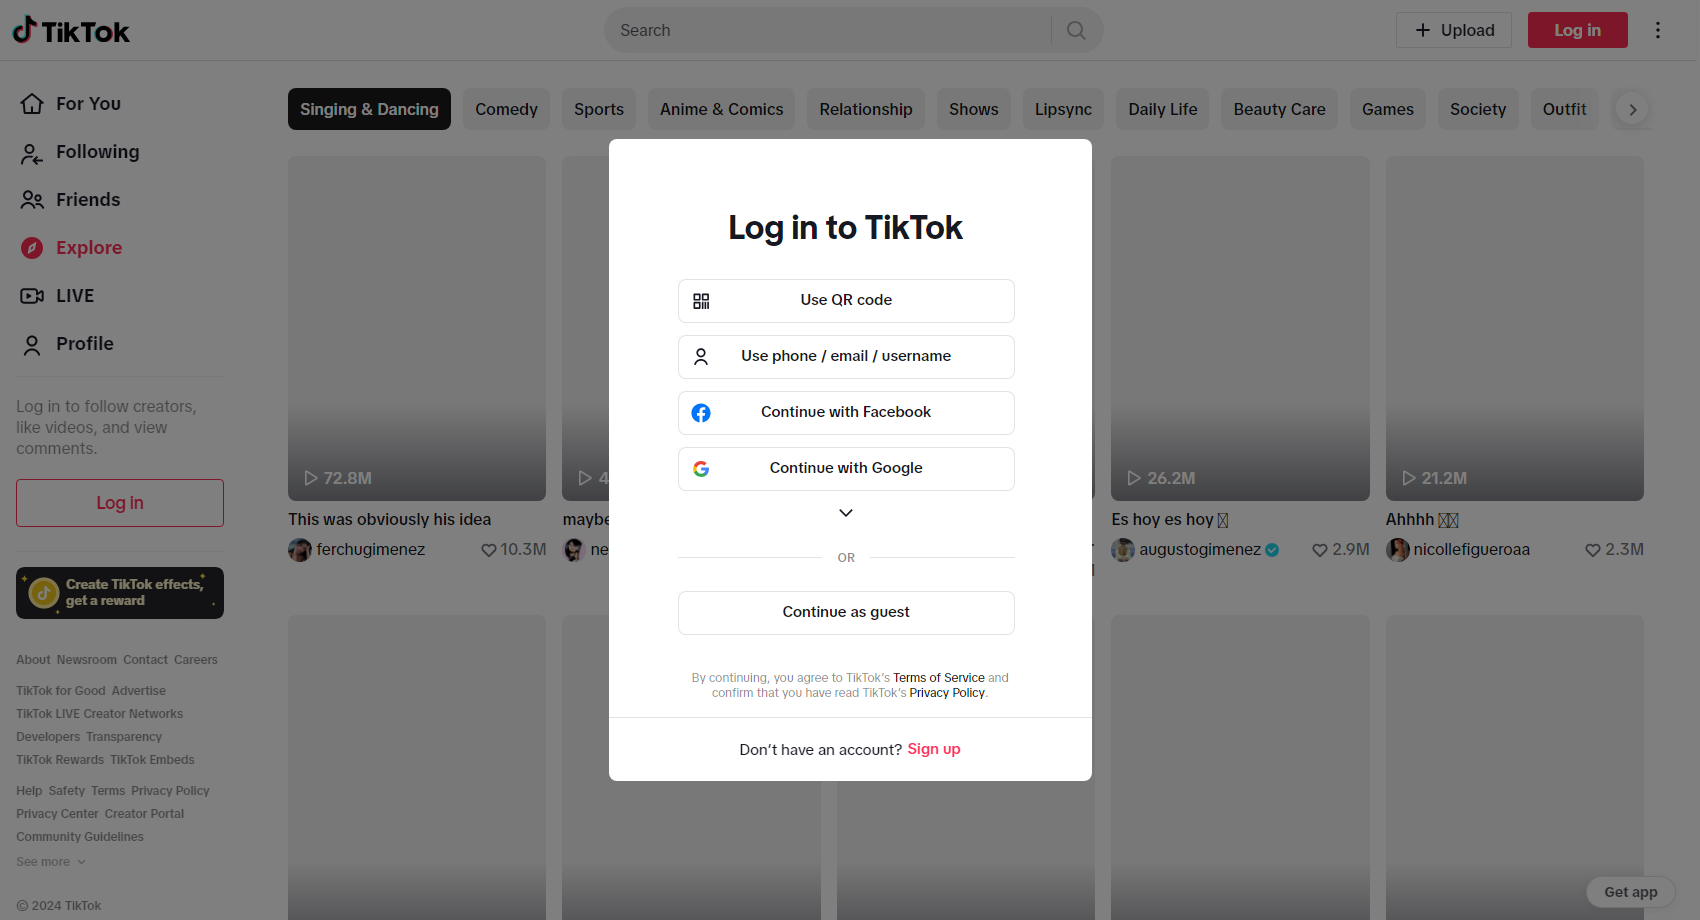 TikTok
Search
Upload
Log in
For You
Following
Friends
Explore
LIVE
Profile
Log in to follow creators,
like videos, and view
comments.
Log in
Create TikTok effects,
get a reward
About Newsroom Contact Careers
TikTok for Good Advertise
TikTok LIVE Creator Networks
Developers Transparency
TikTok Rewards TikTok Embeds
Help Safety Terms Privacy Policy
Privacy Center Creator Portal
Community Guidelines
See more
© 2024 TikTok
Singing & Dancing
Comedy
Sports
Anime & Comics
Relationship
Shows
Lipsync
Daily Life
Beauty Care
Games
Society
Outfit
72.8M
This was obviously his idea
ferchugimenez 10.3M
26.2M
Es hoy es hoy
augustogimenez 2.9M
21.2M
Ahhhh
nicollefigueroaa 2.3M
Log in to TikTok
Use QR code
Use phone / email / username
Continue with Facebook
Continue with Google
OR
Continue as guest
By continuing, you agree to TikTok's Terms of Service and
confirm that you have read TikTok's Privacy Policy.
Don't have an account? Sign up
Get app